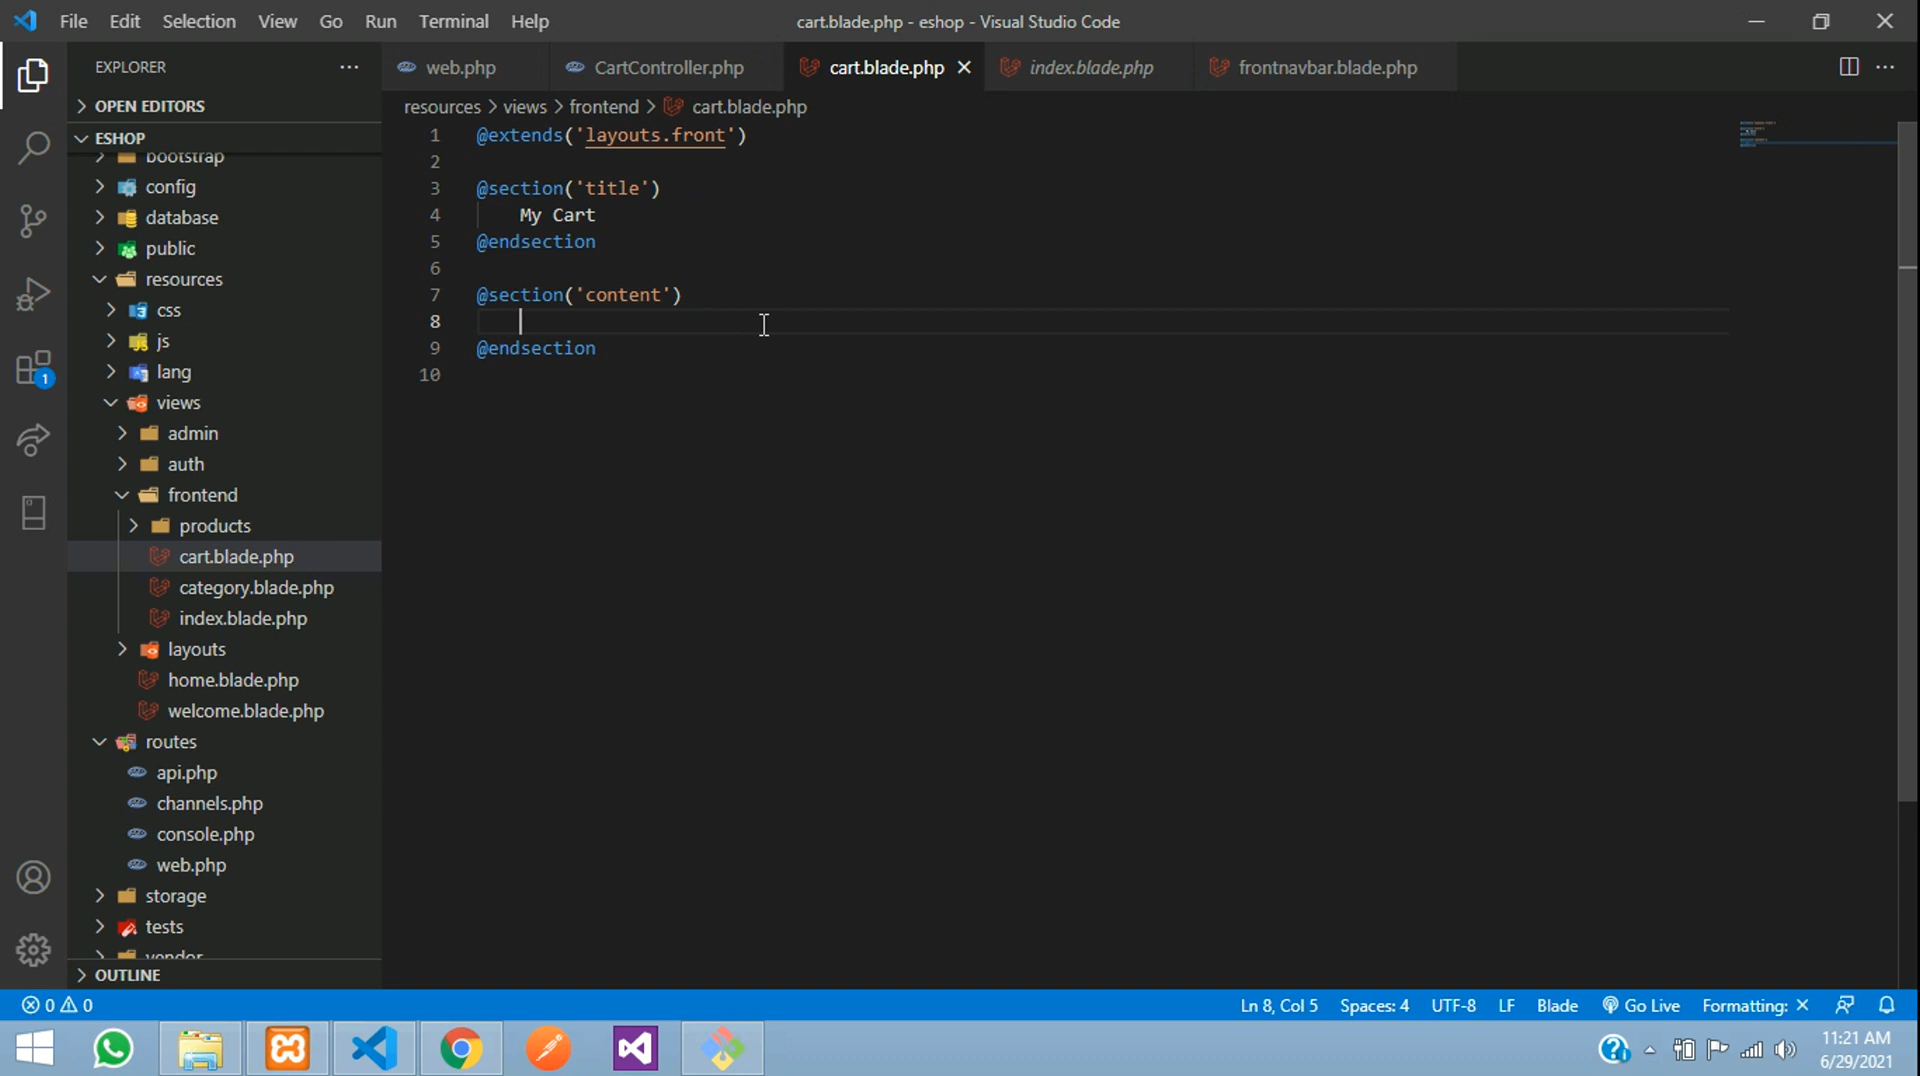 File Edit Selection View Go Run Terminal Help
cart.blade.php - eshop - Visual Studio Code
EXPLORER
OPEN EDITORS
ESHOP
bootstrap
config
database
public
resources
css
js
lang
views
admin
auth
frontend
products
cart.blade.php
category.blade.php
index.blade.php
layouts
home.blade.php
welcome.blade.php
routes
api.php
channels.php
console.php
web.php
storage
tests
vendor
OUTLINE
1
web.php CartController.php cart.blade.php index.blade.php frontnavbar.blade.php
resources > views > frontend > cart.blade.php
1 @extends('layouts.front')
2
3 @section('title')
4 My Cart
5 @endsection
6
7 @section('content')
8
9 @endsection
10
0 0
Ln 8, Col 5 Spaces: 4 UTF-8 LF Blade Go Live Formatting: ×
11:21 AM
6/29/2021